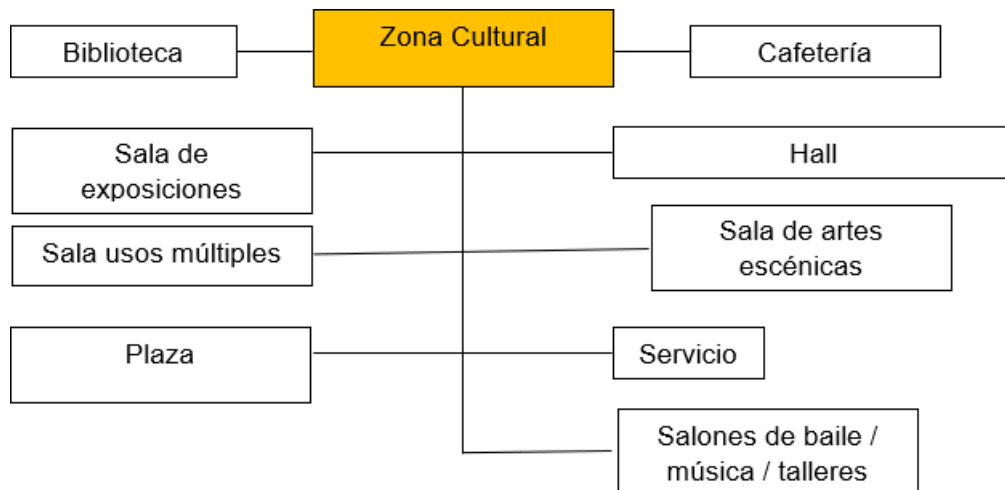 Biblioteca
Zona Cultural
Cafetería
Sala de
exposiciones
Hall
Sala usos múltiples
Sala de artes
escénicas
Plaza
Servicio
Salones de baile /
música / talleres